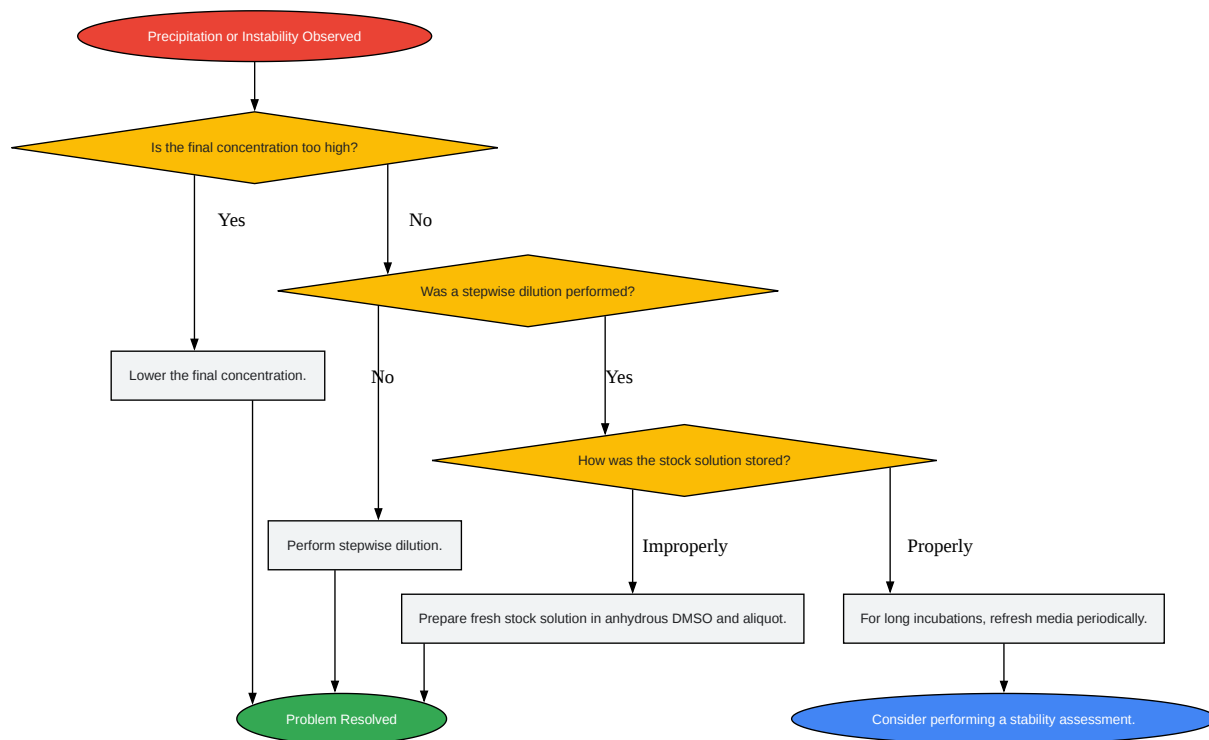 Precipitation or Instability Observed
Is the final concentration too high?
Yes
No
Was a stepwise dilution performed?
Lower the final concentration.
No
Yes
How was the stock solution stored?
Perform stepwise dilution.
Improperly
Properly
Prepare fresh stock solution in anhydrous DMSO and aliquot.
For long incubations, refresh media periodically.
Problem Resolved
Consider performing a stability assessment.